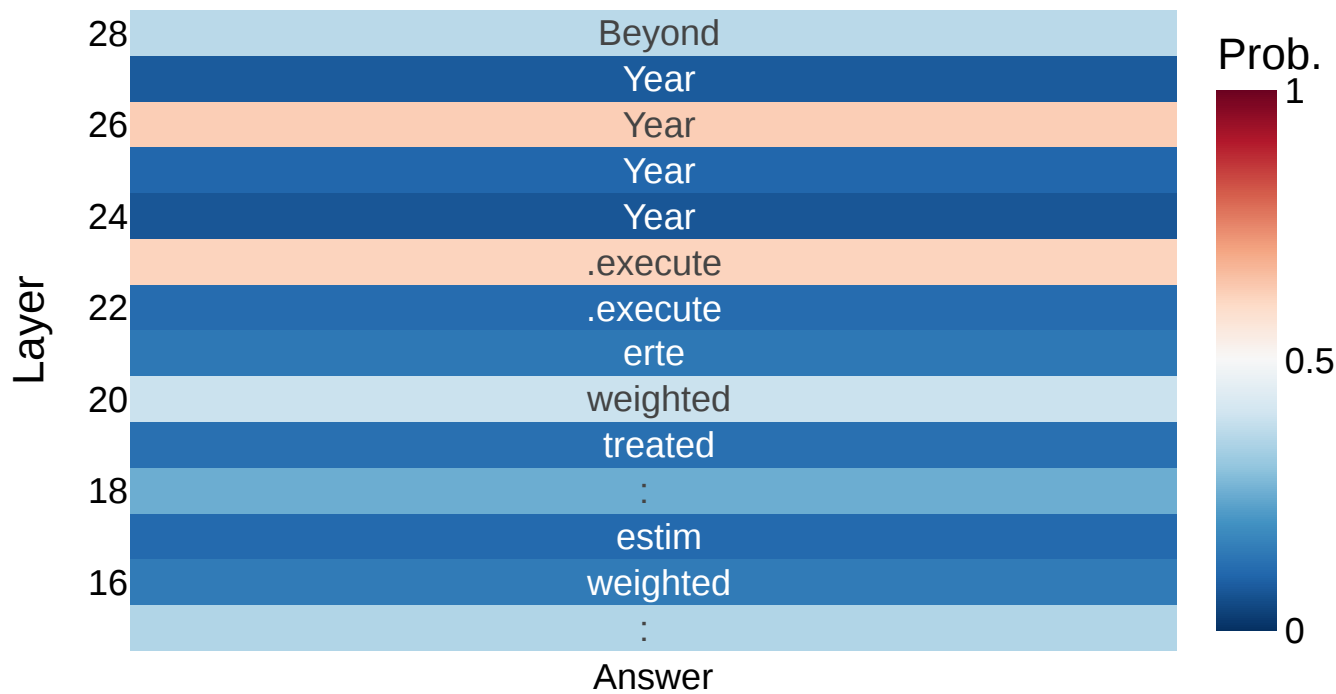 28 Beyond
Year
26 Year
Year
24 Year
.execute
22 .execute
erte
20 weighted
treated
18 :
estim
16 weighted
:
Answer
Layer
Prob.
1
0.5
0